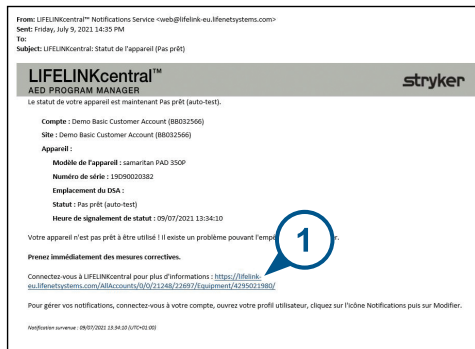 From: LIFELINKcentral™ Notifications Service <web@lifelink-eu.lifenetsystems.com>
Sent: Friday, July 9, 2021 14:35 PM
To:
Subject: LIFELINKcentral: Statut de l'appareil (Pas prêt)
LIFELINKcentral™
AED PROGRAM MANAGER
stryker
Le statut de votre appareil est maintenant Pas prêt (auto-test).
Compte : Demo Basic Customer Account (BB032566)
Site : Demo Basic Customer Account (BB032566)
Appareil :
Modèle de l'appareil : samaritan PAD 350P
Numéro de série : 19D90020382
Emplacement du DSA :
Statut : Pas prêt (auto-test)
Heure de signalement de statut : 09/07/2021 13:34:10
Votre appareil n'est pas prêt à être utilisé ! Il existe un problème pouvant r.
1
Prenez immédiatement des mesures correctives.
Connectez-vous à LIFELINKcentral pour plus d'informations : https://lifelink-
eu.lifenetsystems.com/AllAccounts/0/0/21248/22697/Equipment/4295021980/
Pour gérer vos notifications, connectez-vous à votre compte, ouvrez votre profil utilisateur, cliquez sur l'icône Notifications puis sur Modifier.
Notification survenue : 09/07/2021 13:34:10 (UTC+01:00)